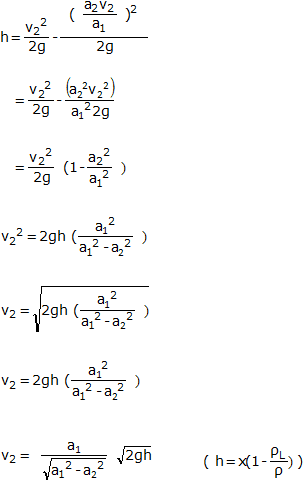 h = v₂²/2g - (a₂v₂/a₁)²/2g
= v₂²/2g - (a₂²v₂²)/a₁²2g
= v₂²/2g (1 - a₂²/a₁²)
v₂² = 2gh (a₁²/a₁² - a₂²)
v₂ = √2gh (a₁²/a₁² - a₂²)
v₂ = 2gh (a₁²/a₁² - a₂²)
v₂ = a₁/√a₁² - a₂² √2gh ( h = x(1 - ρL/ρ) )